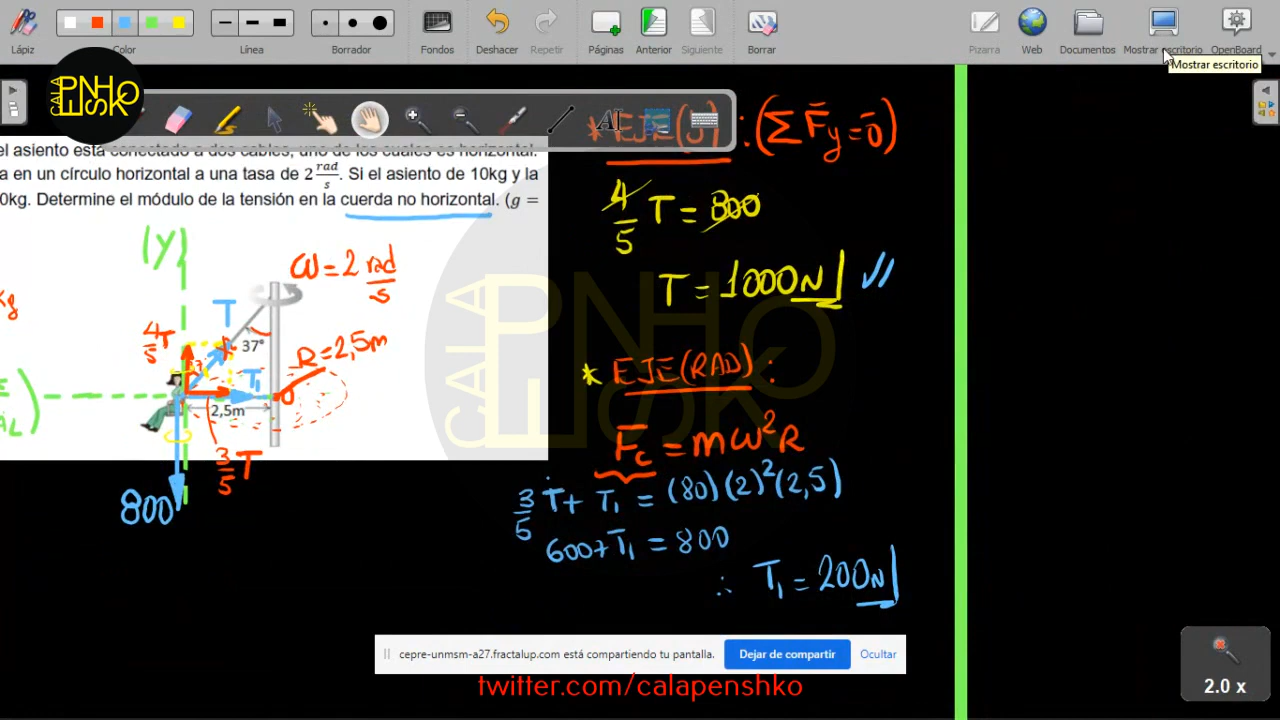 Lápiz
Color
Línea
Borrador
Fondos
Deshacer
Repetir
Páginas
Anterior
Siguiente
Borrar
Pizarra
Web
Documentos
Mostrar escritorio
OpenBoard
Mostrar escritorio
CALA
PENSHKO
el asiento está conectado a dos cables, uno de los cuales es horizontal.
a en un círculo horizontal a una tasa de 2 rad/s. Si el asiento de 10kg y la
0kg. Determine el módulo de la tensión en la cuerda no horizontal. (g =
(Y)
ω = 2 rad/s
T
4/5 T
37°
R = 2,5m
T₁
2,5m
3/5 T
800
kg
* EJE(y) : (∑F̄y = 0̄)
4/5 T = 800
T = 1000N
* EJE(RAD) :
F̄c = mω²R
3/5 T + T₁ = (80)(2)²(2,5)
600 + T₁ = 800
∴ T₁ = 200N
CALA
PENSHKO
cepre-unmsm-a27.fractalup.com está compartiendo tu pantalla.
Dejar de compartir
Ocultar
twitter.com/calapenshko
2.0 x